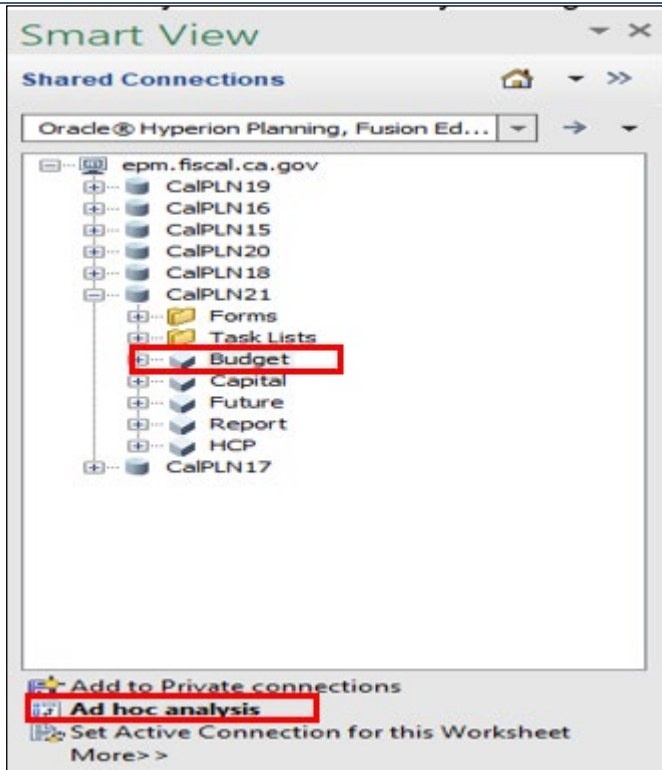 Smart View
Shared Connections
Oracle® Hyperion Planning, Fusion Ed...
epm.fiscal.ca.gov
CalPLN19
CalPLN16
CalPLN15
CalPLN20
CalPLN18
CalPLN21
Forms
Task Lists
Budget
Capital
Future
Report
HCP
CalPLN17
Add to Private connections
Ad hoc analysis
Set Active Connection for this Worksheet
More>>